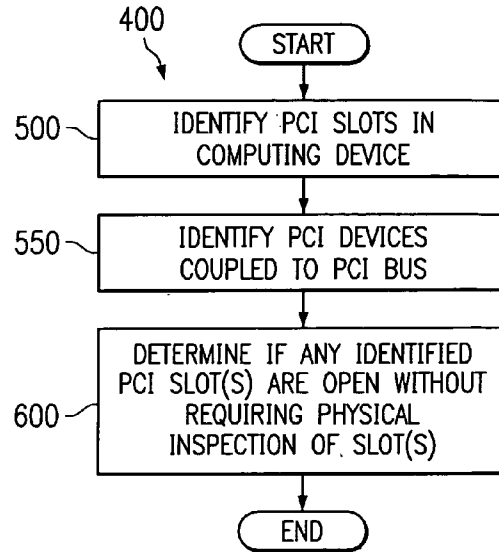 400
START
500
IDENTIFY PCI SLOTS IN
COMPUTING DEVICE
550
IDENTIFY PCI DEVICES
COUPLED TO PCI BUS
600
DETERMINE IF ANY IDENTIFIED
PCI SLOT(S) ARE OPEN WITHOUT
REQUIRING PHYSICAL
INSPECTION OF SLOT(S)
END